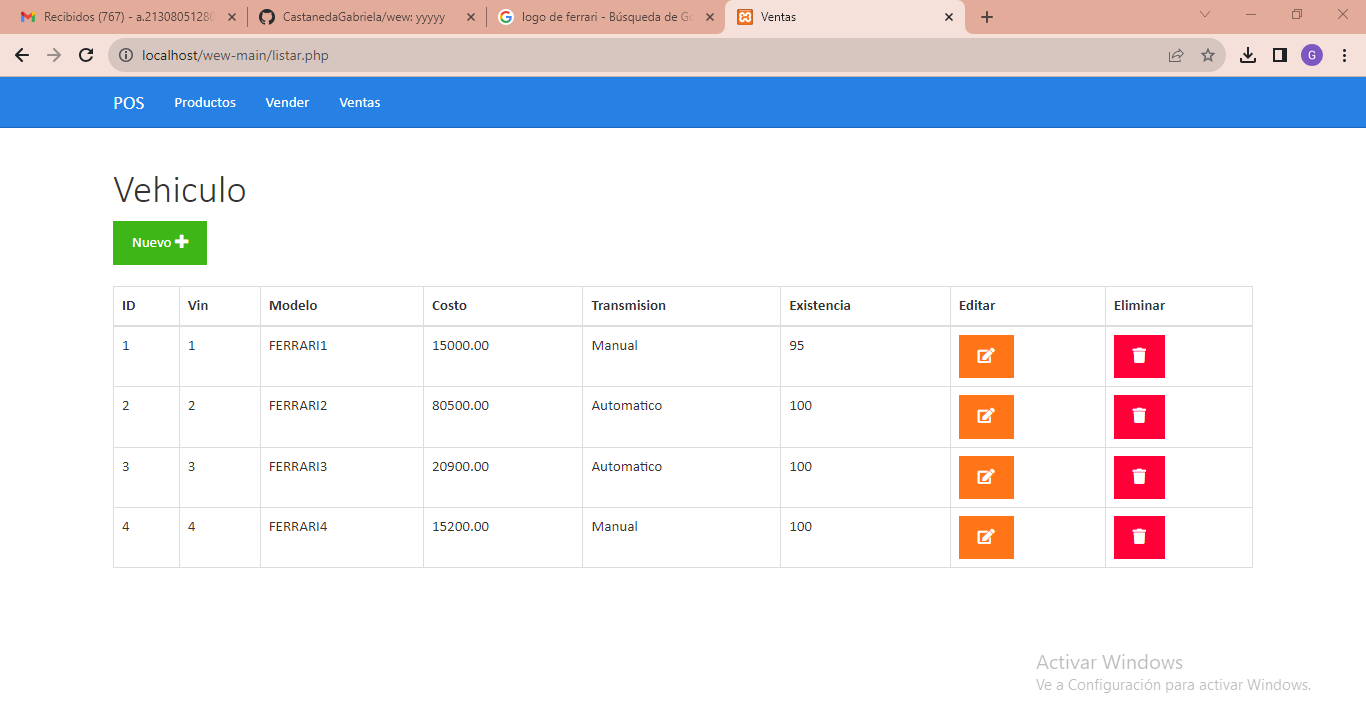 Recibidos (767) - a.2130805128
CastanedaGabriela/wew: yyyyy
logo de ferrari - Búsqueda de Go
Ventas
localhost/wew-main/listar.php
G
POS Productos Vender Ventas
Vehiculo
Nuevo
ID Vin Modelo Costo Transmision Existencia Editar Eliminar
1 1 FERRARI1 15000.00 Manual 95
2 2 FERRARI2 80500.00 Automatico 100
3 3 FERRARI3 20900.00 Automatico 100
4 4 FERRARI4 15200.00 Manual 100
Activar Windows
Ve a Configuración para activar Windows.